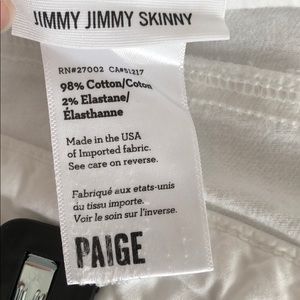 JIMMY JIMMY SKINNY
RN#27002 CA#51217
98% Cotton/Coton
2% Elastane/
Élasthanne
Made in the USA
of Imported fabric.
See care on reverse.
Fabriqué aux etats-unis
du tissu importe.
Voir le soin sur l'inverse.
PAIGE